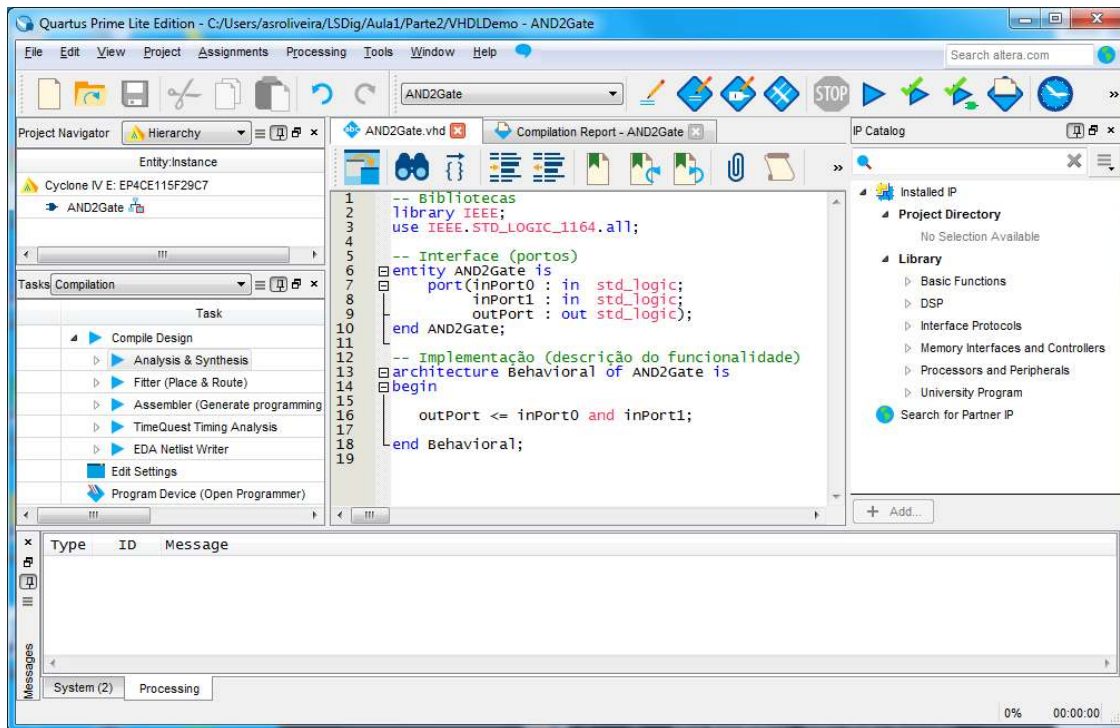 Quartus Prime Lite Edition - C:/Users/asroliveira/LSDig/Aula1/Parte2/VHDLDemo - AND2Gate
File Edit View Project Assignments Processing Tools Window Help
Search altera.com
AND2Gate
STOP
»
Project Navigator
Hierarchy
Entity:Instance
Cyclone IV E: EP4CE115F29C7
AND2Gate
Tasks
Compilation
Task
Compile Design
Analysis & Synthesis
Fitter (Place & Route)
Assembler (Generate programming
TimeQuest Timing Analysis
EDA Netlist Writer
Edit Settings
Program Device (Open Programmer)
abc AND2Gate.vhd
Compilation Report - AND2Gate
»
1 -- Bibliotecas
2 library IEEE;
3 use IEEE.STD_LOGIC_1164.all;
4
5 -- Interface (portos)
6 entity AND2Gate is
7 port(inPort0 : in std_logic;
8 inPort1 : in std_logic;
9 outPort : out std_logic);
10 end AND2Gate;
11
12 -- Implementação (descrição do funcionalidade)
13 architecture Behavioral of AND2Gate is
14 begin
15
16 outPort <= inPort0 and inPort1;
17
18 end Behavioral;
19
IP Catalog
Installed IP
Project Directory
No Selection Available
Library
Basic Functions
DSP
Interface Protocols
Memory Interfaces and Controllers
Processors and Peripherals
University Program
Search for Partner IP
+ Add...
Type ID Message
Messages
System (2) Processing
0% 00:00:00